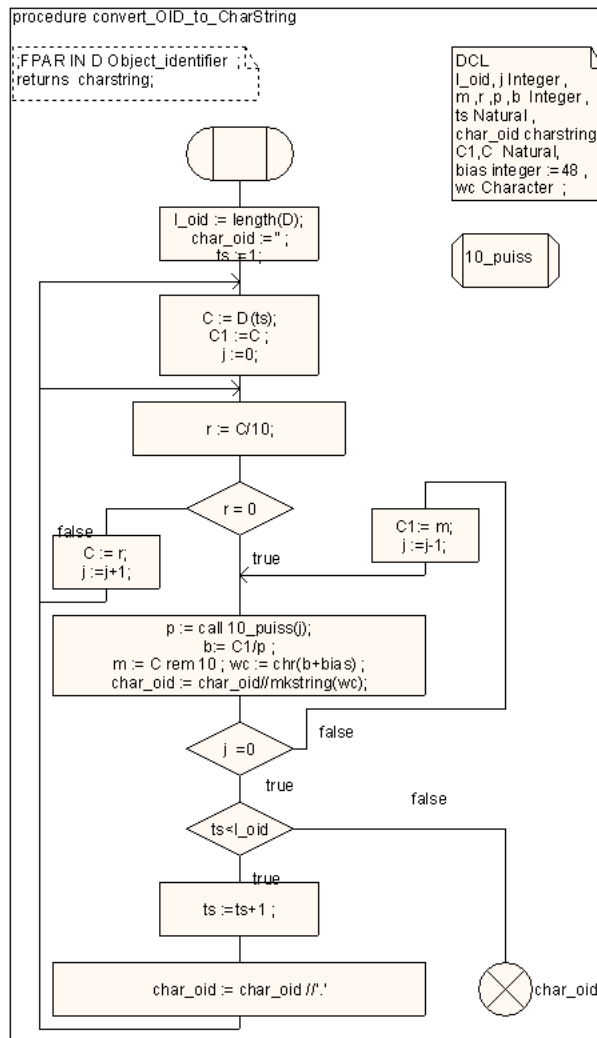 procedure convert_OID_to_CharString
;FPAR IN D Object_identifier ;
returns charstring;
DCL
l_oid, j Integer ,
m ,r ,p ,b Integer ,
ts Natural ,
char_oid charstring
C1 ,C Natural,
bias integer := 48 ,
wc Character ;
10_puiss
l_oid := length(D);
char_oid := '' ;
ts :=1;
C := D(ts);
C1 :=C ;
j :=0;
r := C/10;
r = 0
false
true
C := r;
j :=j+1;
C1:= m;
j :=j-1;
p := call 10_puiss(j);
b:= C1/p ;
m := C rem 10 ; wc := chr(b+bias) ;
char_oid := char_oid//mkstring(wc);
j =0
false
true
ts<l_oid
false
true
ts :=ts+1 ;
char_oid := char_oid //'.'
char_oid